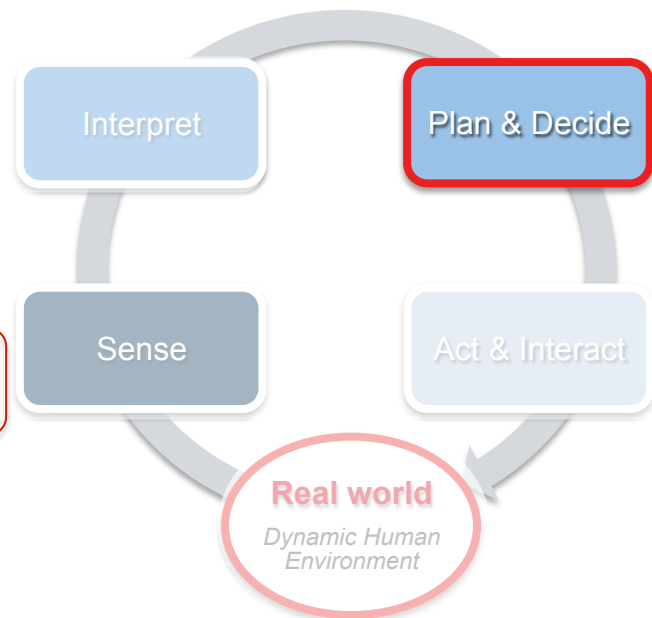 Interpret
Plan & Decide
Sense
Act & Interact
Real world
Dynamic Human
Environment